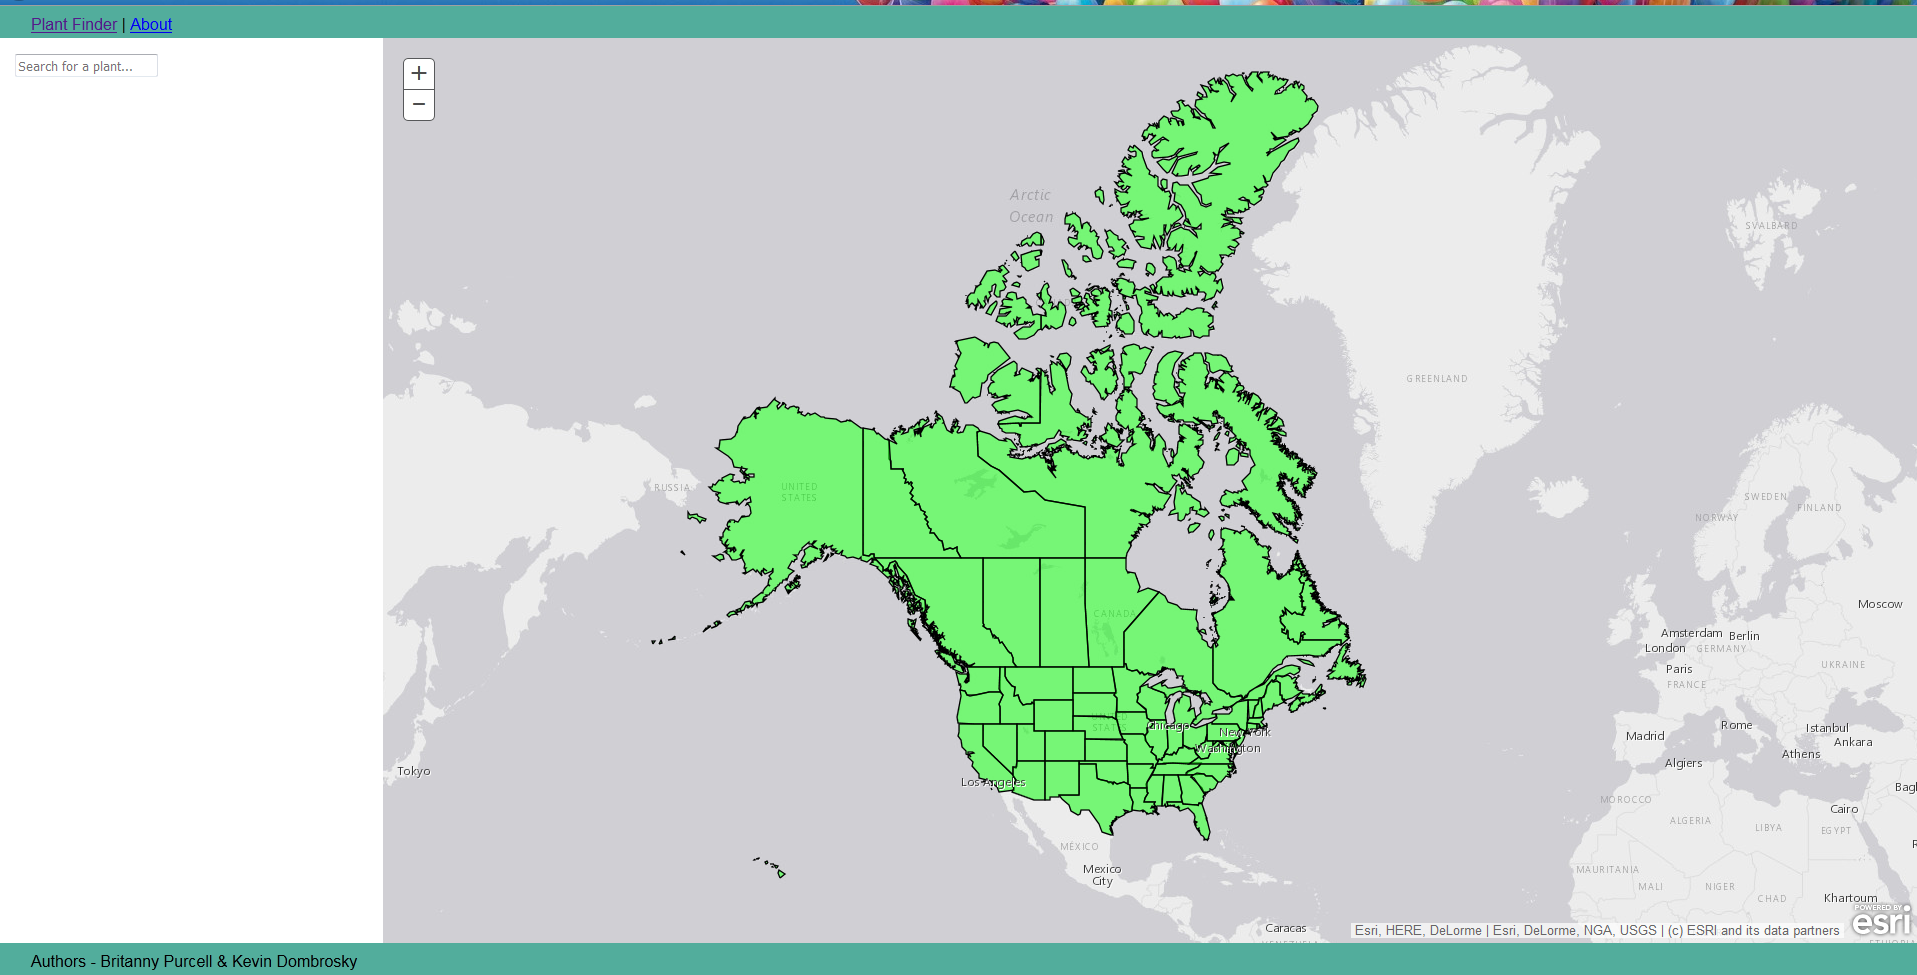 Plant Finder | About
Search for a plant...
+
−
Arctic
Ocean
SVALBARD
GREENLAND
RUSSIA
UNITED
STATES
SWEDEN
FINLAND
NORWAY
CANADA
Moscow
Amsterdam
Berlin
London
GERMANY
Paris
UKRAINE
FRANCE
UNITED
STATES
Chicago
New York
Washington
Rome
Istanbul
Madrid
Ankara
Athens
Algiers
Tokyo
Los Angeles
Bagh
MOROCCO
Cairo
ALGERIA
LIBYA
EGYPT
MÉXICO
Mexico
City
MAURITANIA
MALI
NIGER
CHAD
Khartoum
Caracas
POWERED BY
esri
Esri, HERE, DeLorme | Esri, DeLorme, NGA, USGS | (c) ESRI and its data partners
Authors - Britanny Purcell & Kevin Dombrosky